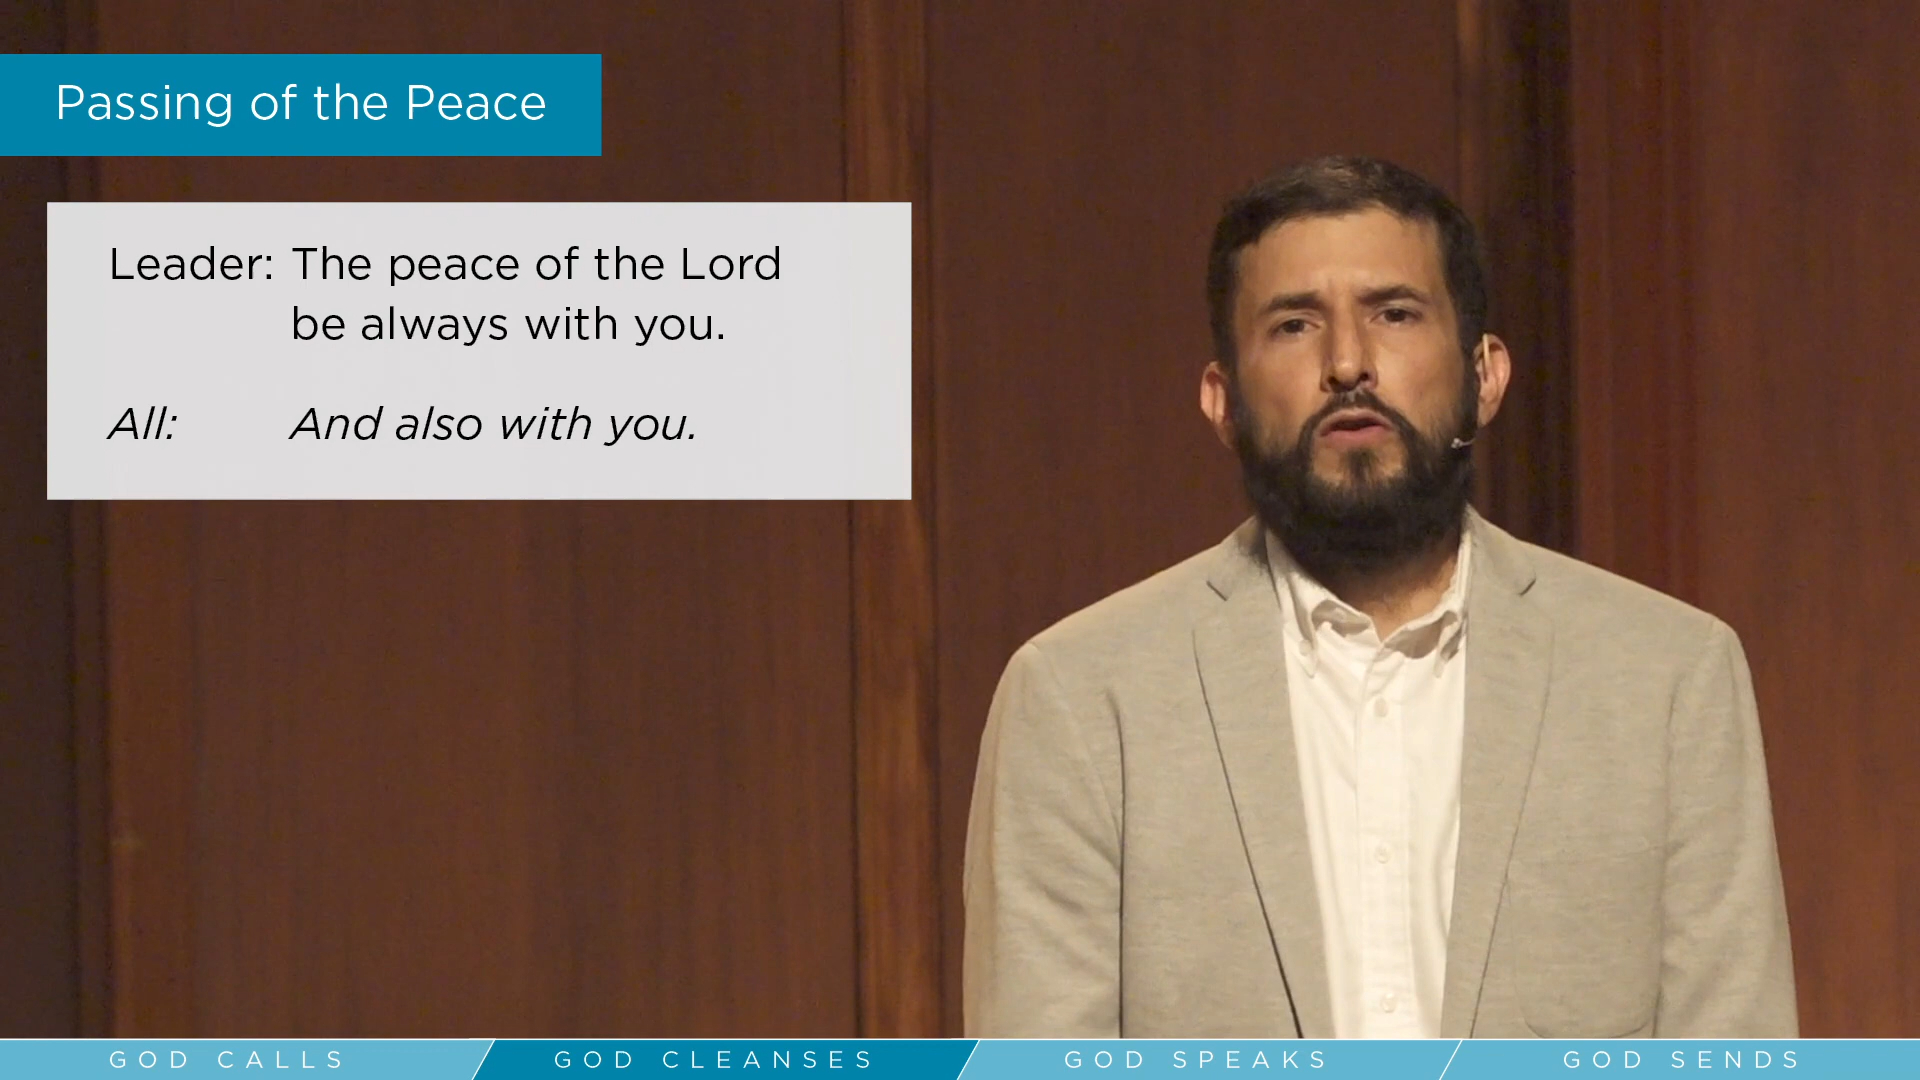 Passing of the Peace
Leader: The peace of the Lord
be always with you.
All: And also with you.
GOD CALLS GOD CLEANSES GOD SPEAKS GOD SENDS